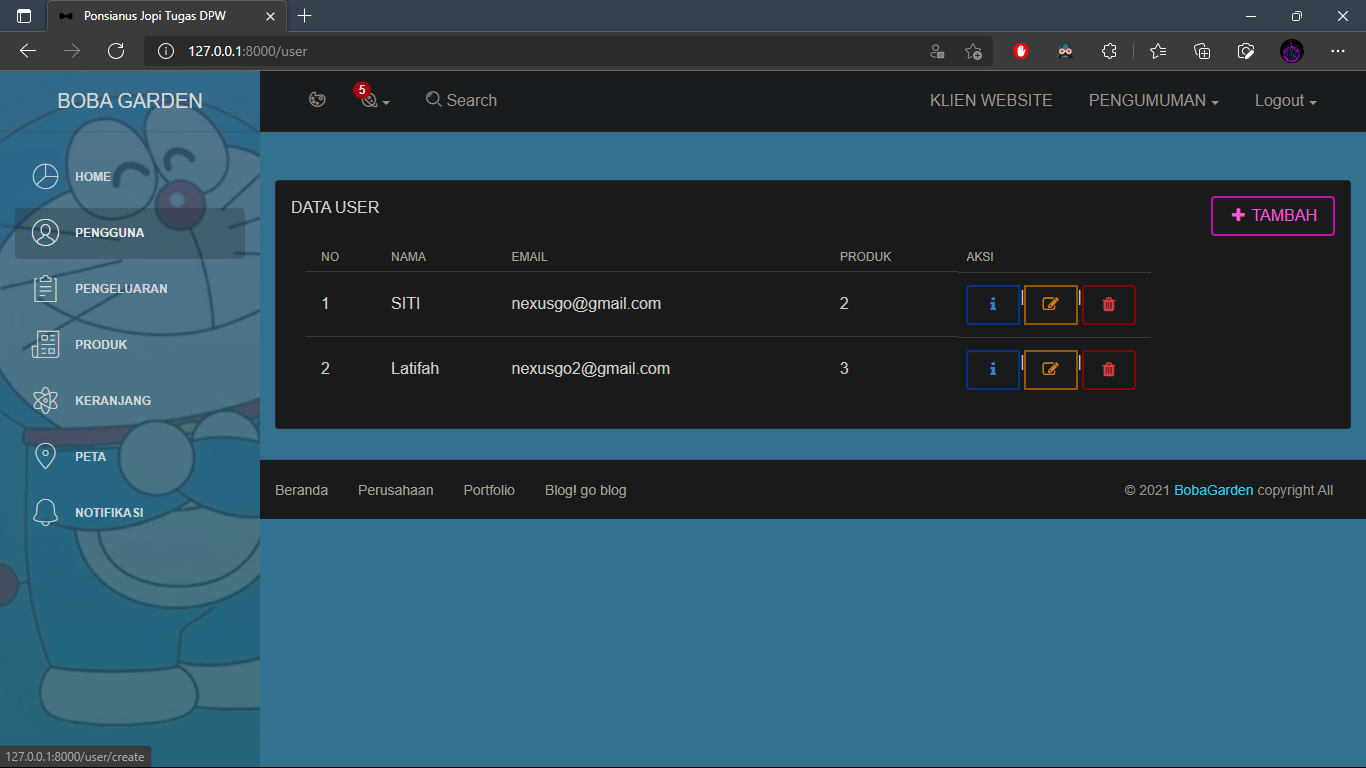 Ponsianus Jopi Tugas DPW
127.0.0.1:8000/user
BOBA GARDEN
HOME
PENGGUNA
PENGELUARAN
PRODUK
KERANJANG
PETA
NOTIFIKASI
5
Search
KLIEN WEBSITE
PENGUMUMAN
Logout
DATA USER
+ TAMBAH
NO NAMA EMAIL PRODUK AKSI
1 SITI nexusgo@gmail.com 2 | |
2 Latifah nexusgo2@gmail.com 3 | |
Beranda Perusahaan Portfolio Blog! go blog
© 2021 BobaGarden copyright All
127.0.0.1:8000/user/create